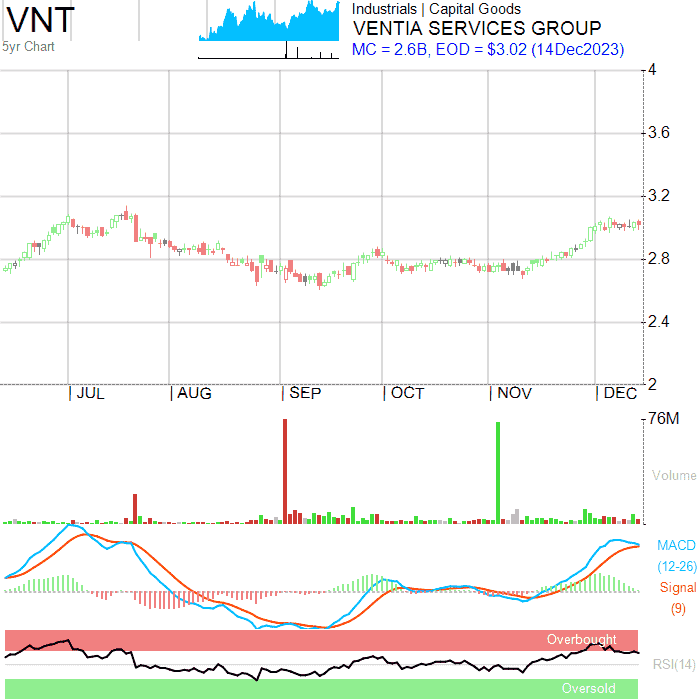 VNT
5yr Chart
Industrials | Capital Goods
VENTIA SERVICES GROUP
MC = 2.6B, EOD = $3.02 (14Dec2023)
4
3.6
3.2
2.8
2.4
2
JUL AUG SEP OCT NOV DEC
76M
Volume
MACD
(12-26)
Signal
(9)
Overbought
RSI(14)
Oversold